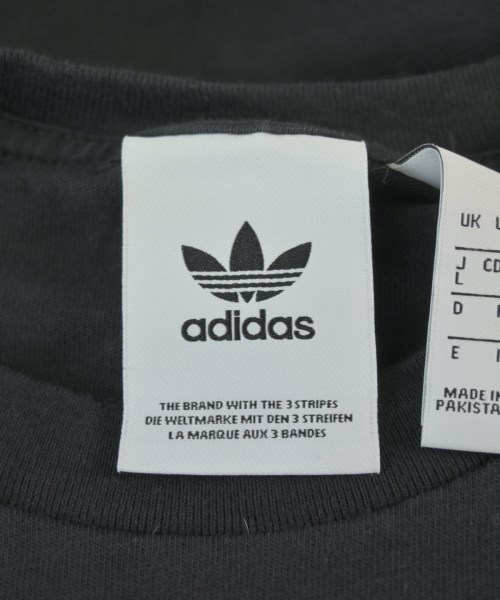 adidas
THE BRAND WITH THE 3 STRIPES
DIE WELTMARKE MIT DEN 3 STREIFEN
LA MARQUE AUX 3 BANDES
UK
J
L
D
E
MADE IN